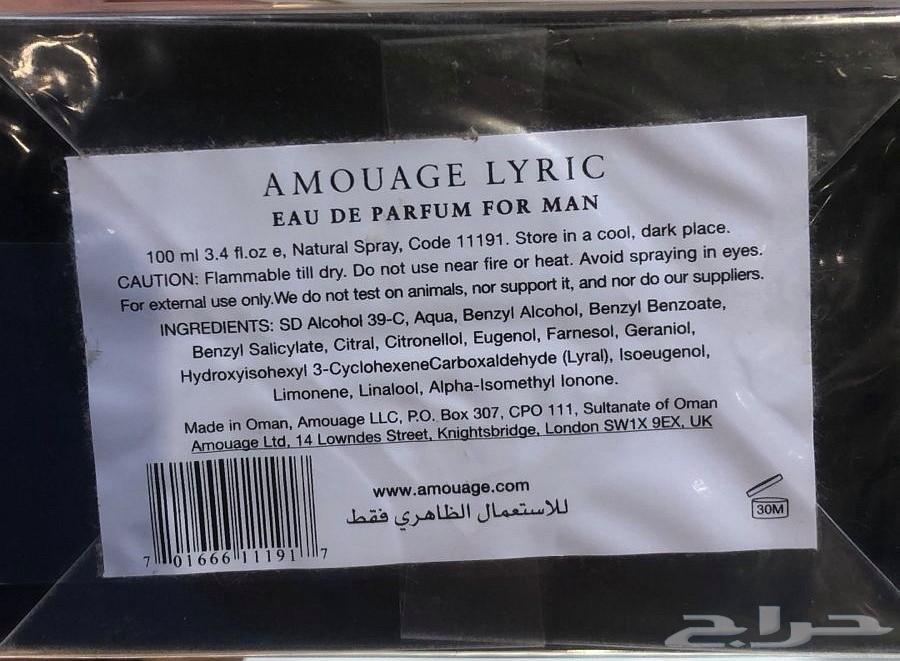 AMOUAGE LYRIC
EAU DE PARFUM FOR MAN
100 ml 3.4 fl.oz e, Natural Spray, Code 11191. Store in a cool, dark place.
CAUTION: Flammable till dry. Do not use near fire or heat. Avoid spraying in eyes.
For external use only.We do not test on animals, nor support it, and nor do our suppliers.
INGREDIENTS: SD Alcohol 39-C, Aqua, Benzyl Alcohol, Benzyl Benzoate,
Benzyl Salicylate, Citral, Citronellol, Eugenol, Farnesol, Geraniol,
Hydroxyisohexyl 3-CyclohexeneCarboxaldehyde (Lyral), Isoeugenol,
Limonene, Linalool, Alpha-Isomethyl Ionone.
Made in Oman, Amouage LLC, P.O. Box 307, CPO 111, Sultanate of Oman
Amouage Ltd, 14 Lowndes Street, Knightsbridge, London SW1X 9EX, UK
www.amouage.com
للاستعمال الظاهري فقط
30M
7 01666 11191 7
حراج